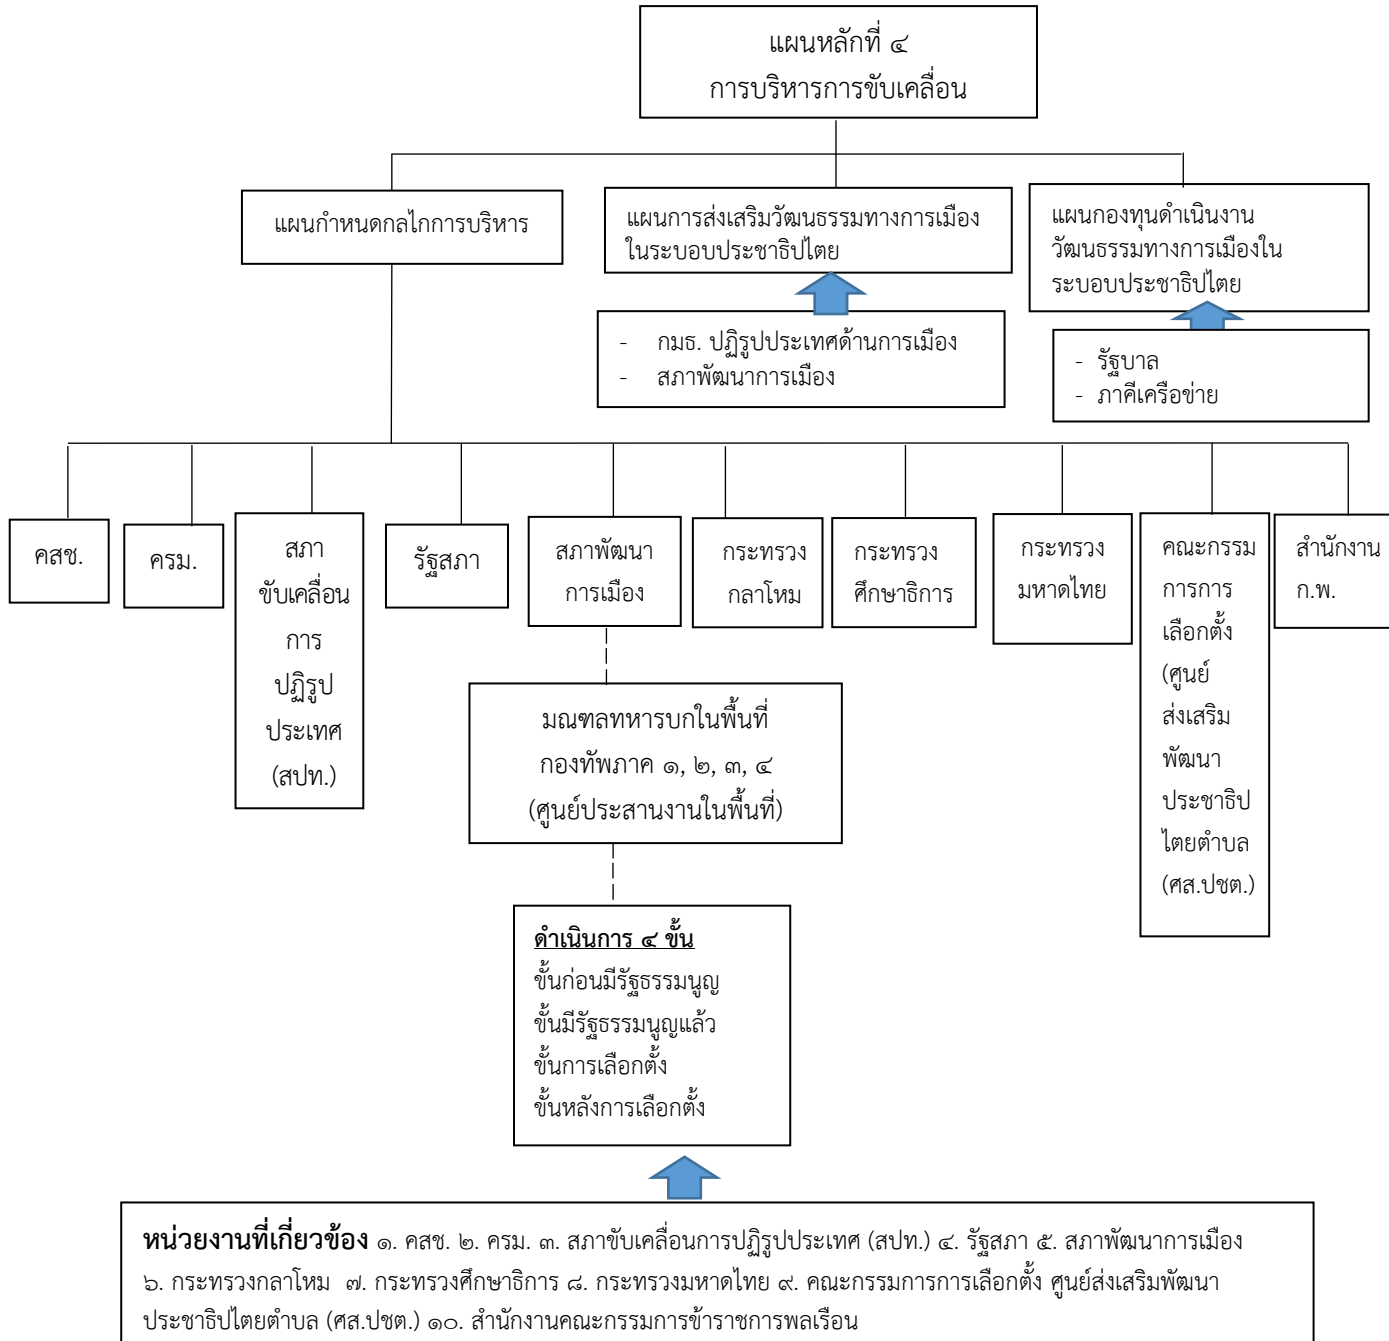 แผนหลักที่ ๔
การบริหารการขับเคลื่อน
แผนกำหนดกลไกการบริหาร
แผนการส่งเสริมวัฒนธรรมทางการเมือง
ในระบอบประชาธิปไตย
แผนกองทุนดำเนินงาน
วัฒนธรรมทางการเมืองใน
ระบอบประชาธิปไตย
- กมธ. ปฏิรูปประเทศด้านการเมือง
- สภาพัฒนาการเมือง
- รัฐบาล
- ภาคีเครือข่าย
คสช.
ครม.
สภา
ขับเคลื่อน
การ
ปฏิรูป
ประเทศ
(สปท.)
รัฐสภา
สภาพัฒนา
การเมือง
กระทรวง
กลาโหม
กระทรวง
ศึกษาธิการ
กระทรวง
มหาดไทย
คณะกรรม
การการ
เลือกตั้ง
(ศูนย์
ส่งเสริม
พัฒนา
ประชาธิป
ไตยตำบล
(ศส.ปชต.)
สำนักงาน
ก.พ.
มณฑลทหารบกในพื้นที่
กองทัพภาค ๑, ๒, ๓, ๔
(ศูนย์ประสานงานในพื้นที่)
ดำเนินการ ๔ ขั้น
ขั้นก่อนมีรัฐธรรมนูญ
ขั้นมีรัฐธรรมนูญแล้ว
ขั้นการเลือกตั้ง
ขั้นหลังการเลือกตั้ง
หน่วยงานที่เกี่ยวข้อง ๑. คสช. ๒. ครม. ๓. สภาขับเคลื่อนการปฏิรูปประเทศ (สปท.) ๔. รัฐสภา ๕. สภาพัฒนาการเมือง
๖. กระทรวงกลาโหม ๗. กระทรวงศึกษาธิการ ๘. กระทรวงมหาดไทย ๙. คณะกรรมการการเลือกตั้ง ศูนย์ส่งเสริมพัฒนา
ประชาธิปไตยตำบล (ศส.ปชต.) ๑๐. สำนักงานคณะกรรมการข้าราชการพลเรือน